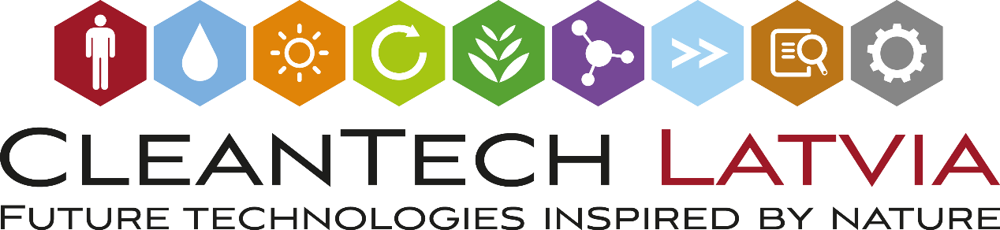 CLEANTECH LATVIA
FUTURE TECHNOLOGIES INSPIRED BY NATURE